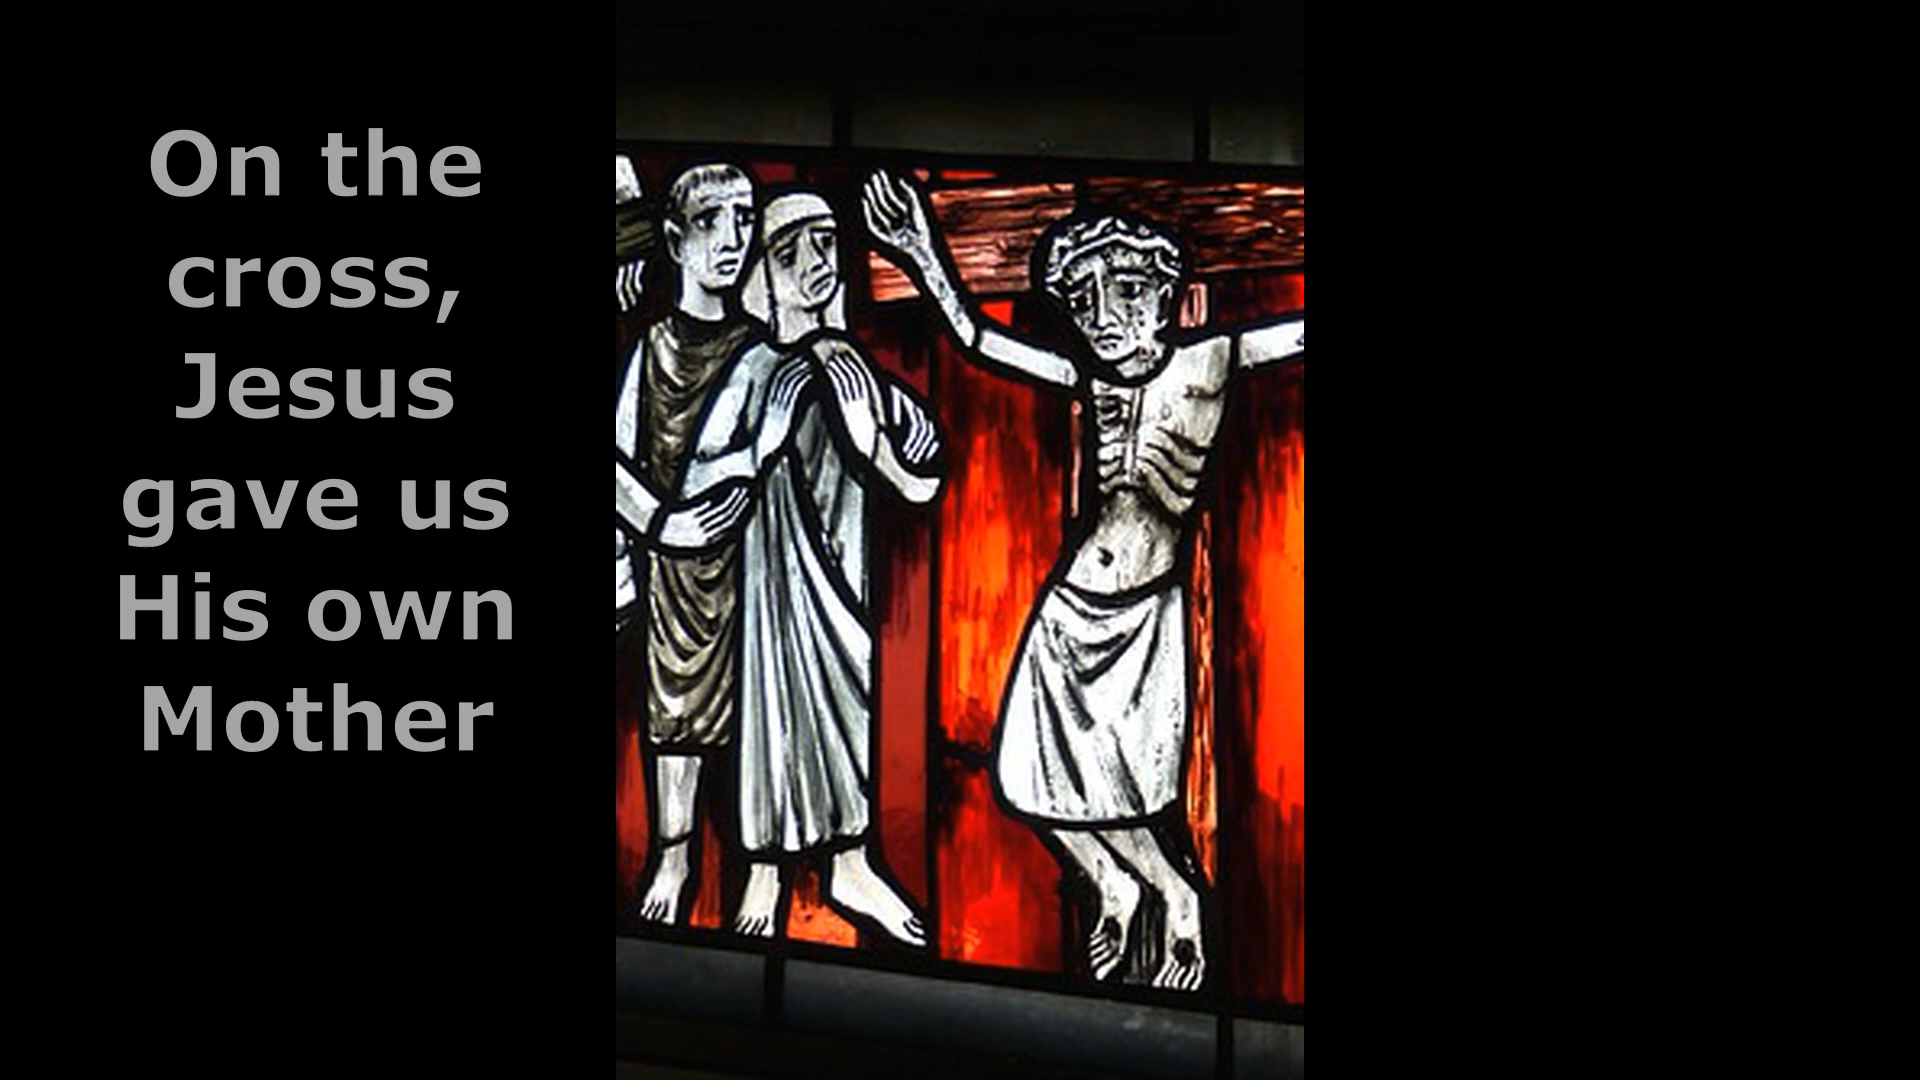 On the
cross,
Jesus
gave us
His own
Mother